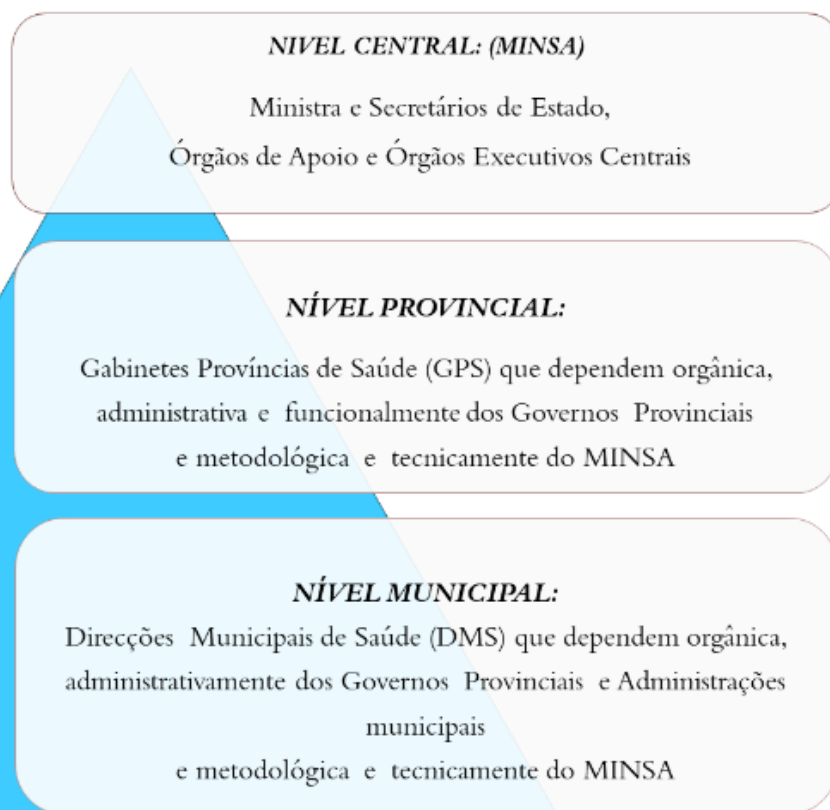 NIVEL CENTRAL: (MINSA)
Ministra e Secretários de Estado,
Órgãos de Apoio e Órgãos Executivos Centrais
NÍVEL PROVINCIAL:
Gabinetes Províncias de Saúde (GPS) que dependem orgânica,
administrativa e funcionalmente dos Governos Provinciais
e metodológica e tecnicamente do MINSA
NÍVEL MUNICIPAL:
Direcções Municipais de Saúde (DMS) que dependem orgânica,
administrativamente dos Governos Provinciais e Administrações
municipais
e metodológica e tecnicamente do MINSA